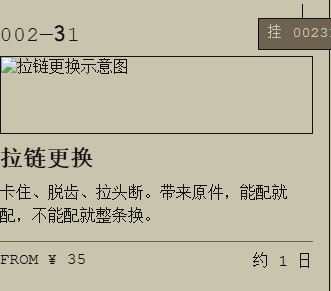 002—31
挂 0023
拉链更换示意图
拉链更换
卡住、脱齿、拉头断。带来原件，能配就
配，不能配就整条换。
FROM ¥ 35
约 1 日